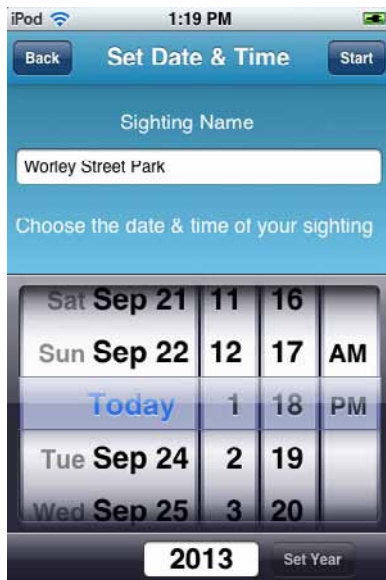 iPod 1:19 PM
Back Set Date & Time Start
Sighting Name
Worley Street Park
Choose the date & time of your sighting
Sat Sep 21 11 16
Sun Sep 22 12 17 AM
Today 1 18 PM
Tue Sep 24 2 19
Wed Sep 25 3 20
2013 Set Year